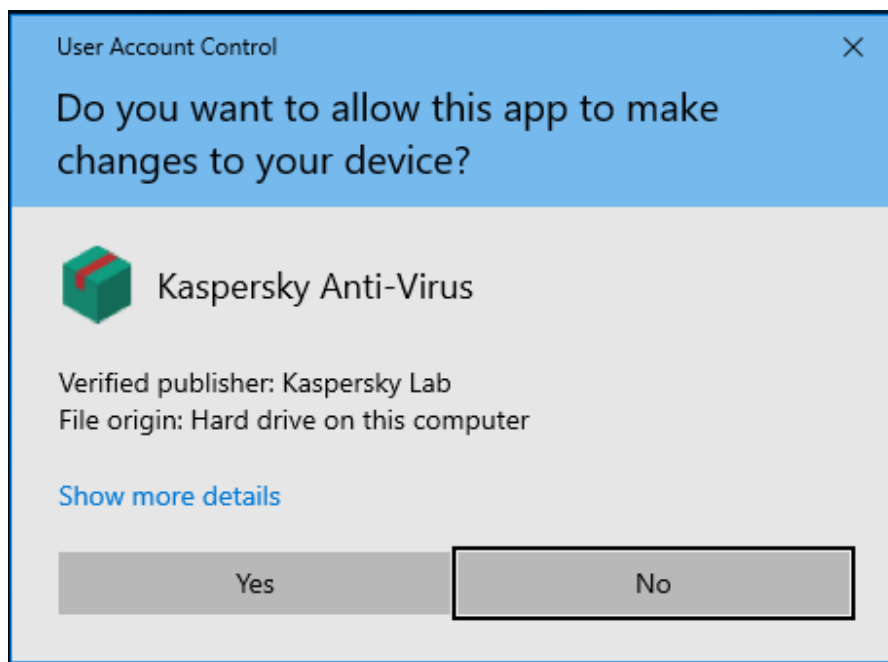 User Account Control
Do you want to allow this app to make
changes to your device?
Kaspersky Anti-Virus
Verified publisher: Kaspersky Lab
File origin: Hard drive on this computer
Show more details
Yes
No